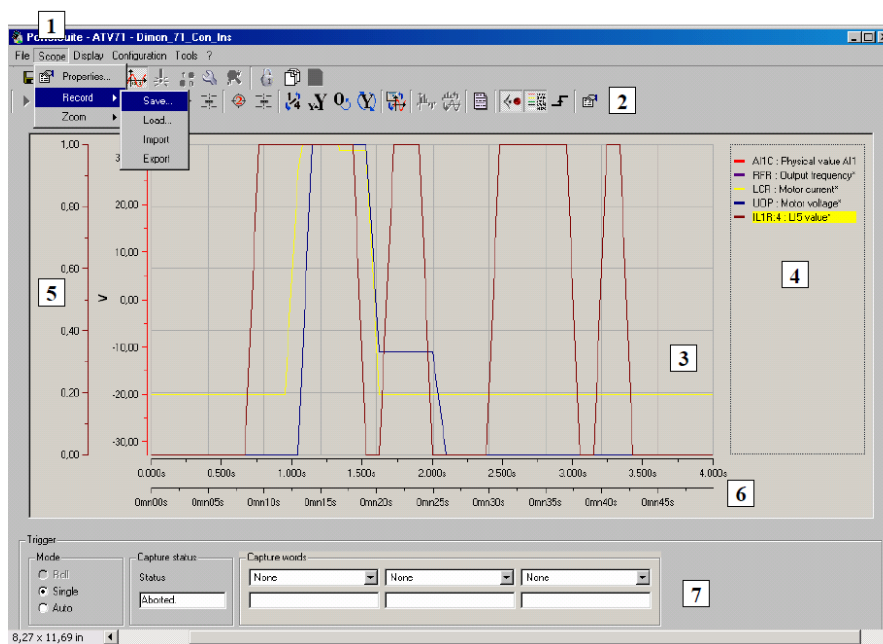 1
PowerSuite - ATV71 - Dimon_71_Con_Ins
File Scope Display Configuration Tools ?
Properties...
Record
Zoom
Save...
Load...
Import
Export
2
1,00
0,80
0,60
0,40
0,20
0,00
5
V
20,00
10,00
0,00
-10,00
-20,00
-30,00
3
AI1C : Physical value AI1
RFR : Output frequency*
LCR : Motor current*
UOP : Motor voltage*
IL1R:4 : LI5 value*
4
0.000s 0.500s 1.000s 1.500s 2.000s 2.500s 3.000s 3.500s 4.000s
0mn00s 0mn05s 0mn10s 0mn15s 0mn20s 0mn25s 0mn30s 0mn35s 0mn40s 0mn45s
6
Trigger
Mode
Roll
Single
Auto
Capture status
Status
Aborted.
Capture words
None None None
7
8,27 x 11,69 in